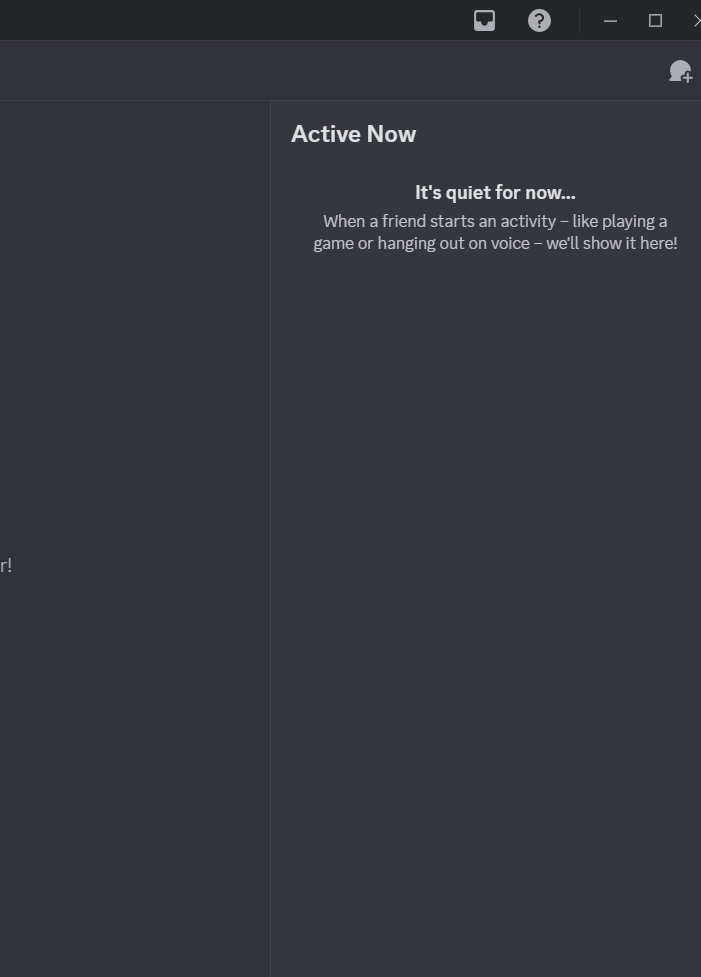 Active Now
It's quiet for now...
When a friend starts an activity – like playing a
game or hanging out on voice – we'll show it here!
r!